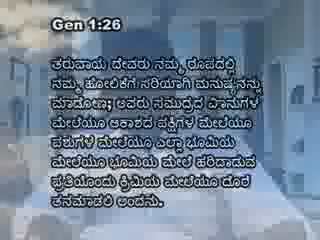 Gen 1:26
ತರುವಾಯ ದೇವರು ನಮ್ಮ ರೂಪದಲ್ಲಿ
ನಮ್ಮ ಹೋಲಿಕೆಗೆ ಸರಿಯಾಗಿ ಮನುಷ್ಯನನ್ನು
ಮಾಡೋಣ; ಅವರು ಸಮುದ್ರದ ವಿೂನುಗಳ
ಮೇಲೆಯೂ ಆಕಾಶದ ಪಕ್ಷಿಗಳ ಮೇಲೆಯೂ
ಪಶುಗಳ ಮೇಲೆಯೂ ಎಲ್ಲಾ ಭೂಮಿಯ
ಮೇಲೆಯೂ ಭೂಮಿಯ ಮೇಲೆ ಹರಿದಾಡುವ
ಪ್ರತಿಯೊಂದು ಕ್ರಿಮಿಯ ಮೇಲೆಯೂ ದೊರೆ
ತನಮಾಡಲಿ ಅಂದನು.